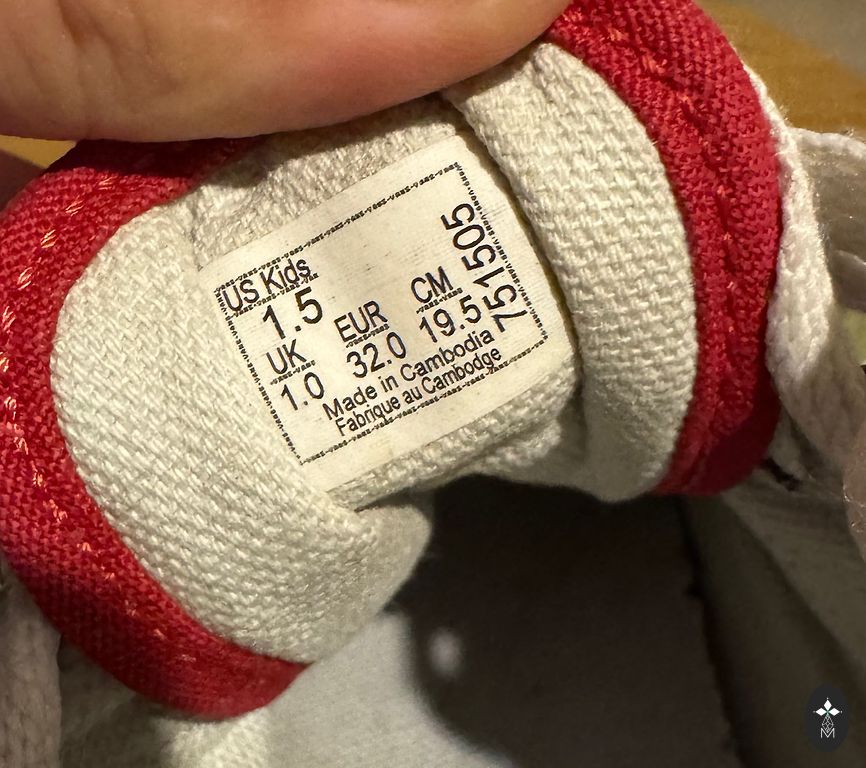 US Kids
1.5
UK EUR CM
1.0 32.0 19.5
Made in Cambodia
Fabrique au Cambodge
751505
M